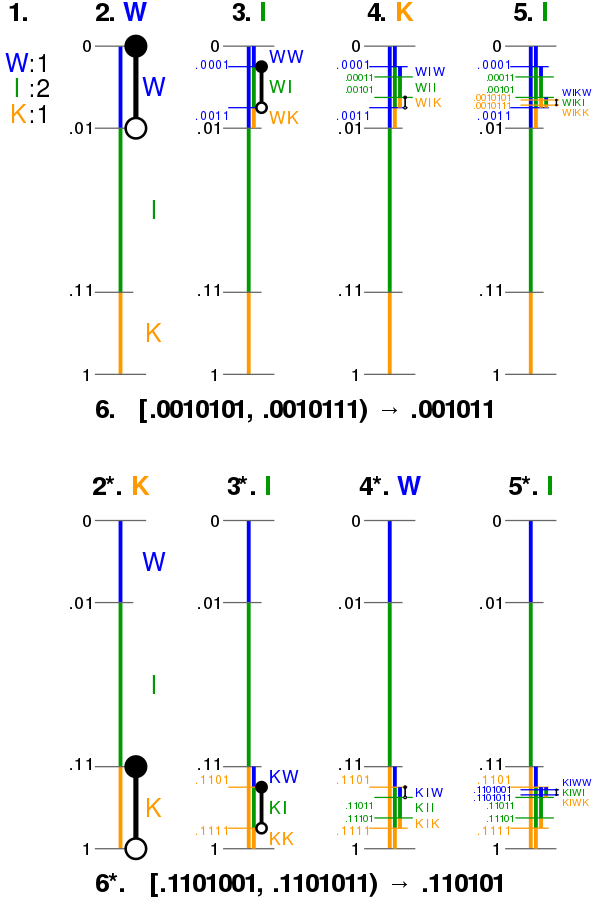 1.
2. W
3. I
4. K
5. I
W:1
I :2
K:1
0
W
.01
I
.11
K
1
0
.0001
WW
WI
.0011
WK
.01
.11
1
0
.0001
.00011
WIW
.00101
WII
WIK
.0011
.01
.11
1
0
.0001
.00011
.00101
WIKW
.0010101
WIKI
.0010111
WIKK
.0011
.01
.11
1
6. [.0010101, .0010111) → .001011
2*. K
3*. I
4*. W
5*. I
0
W
.01
I
.11
K
1
0
.01
.11
.1101
KW
KI
.1111
KK
1
0
.01
.11
.1101
KIW
.11011
KII
.11101
KIK
.1111
1
0
.01
.11
.1101
KIWW
.1101001
KIWI
.1101011
KIWK
.11011
.11101
.1111
1
6*. [.1101001, .1101011) → .110101